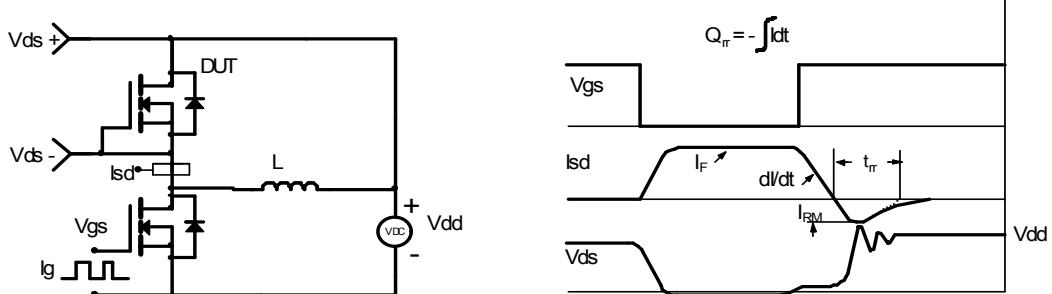 Vds +
DUT
Vds -
Isd
L
Vgs
Ig
VDC
+
-
Vdd
Qrr = - ∫Idt
Vgs
Isd
IF
dI/dt
trr
IRM
Vds
Vdd